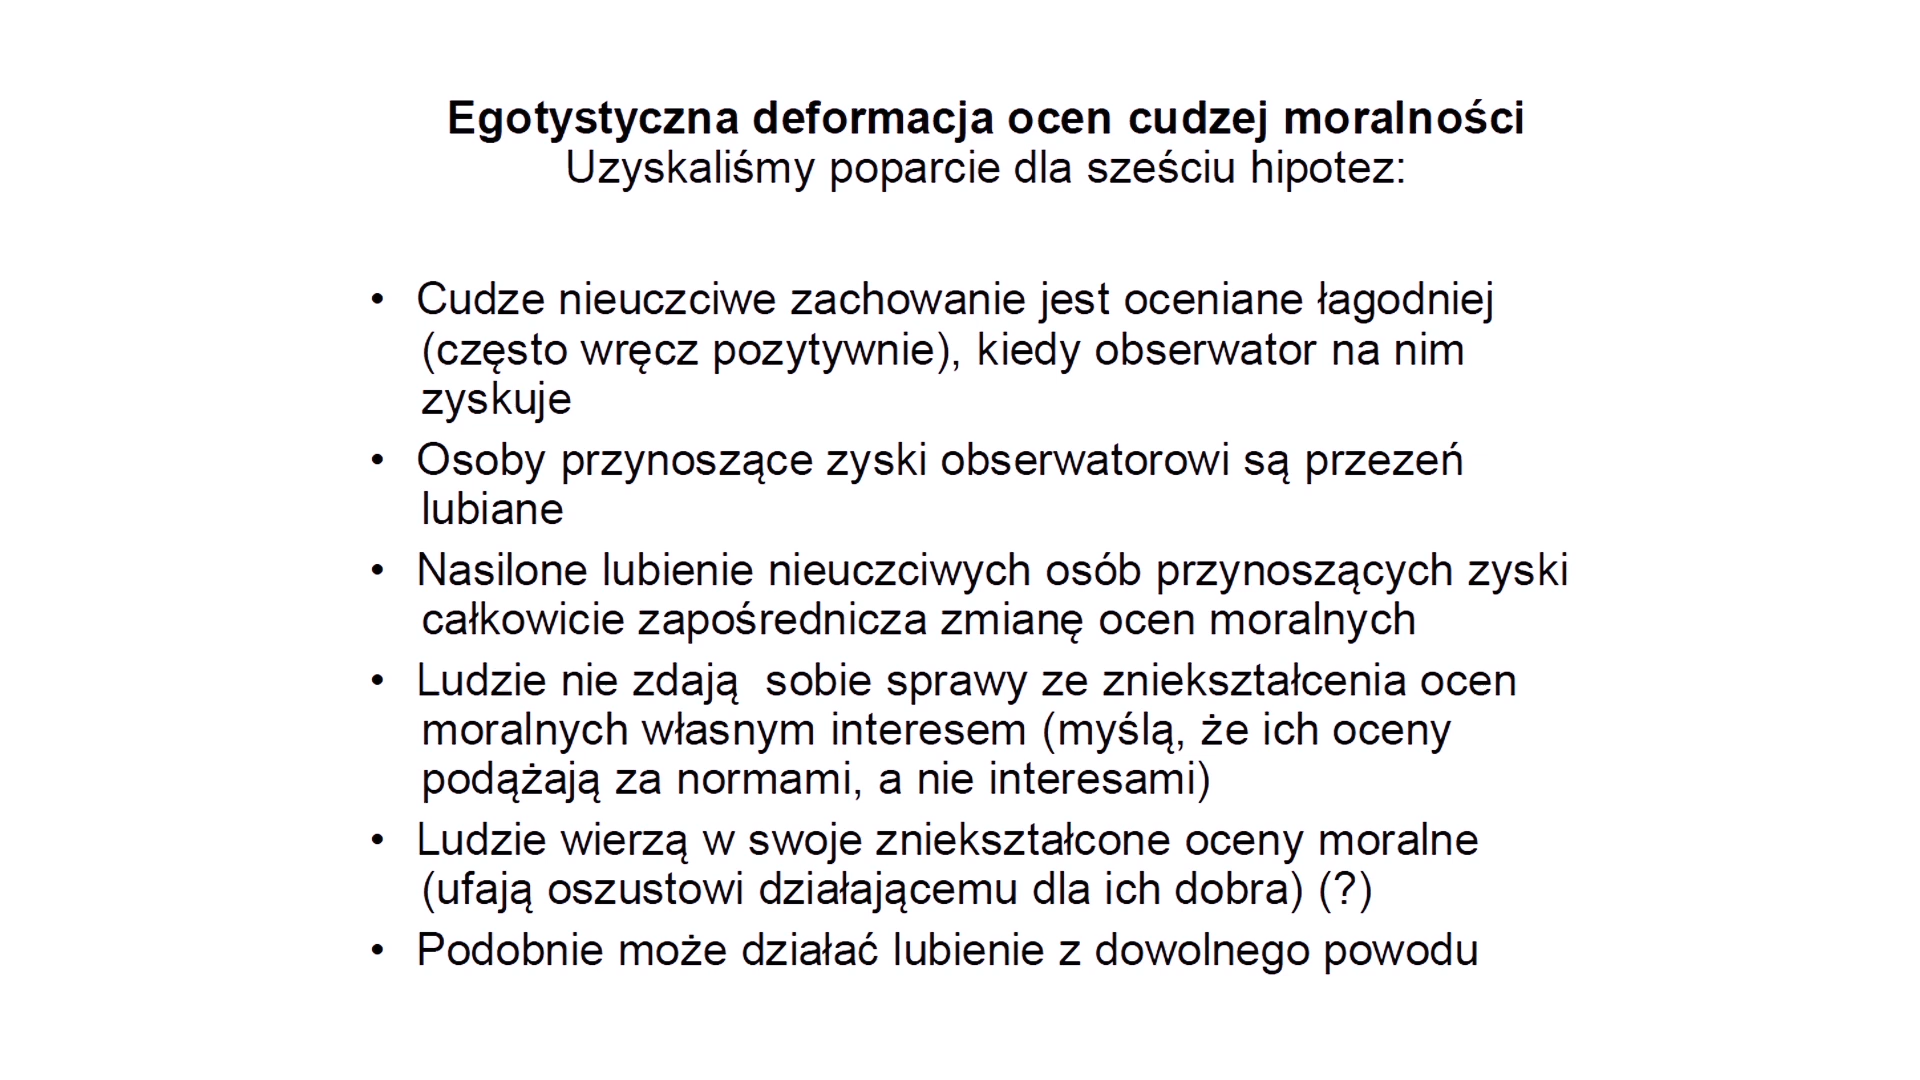 Egotystyczna deformacja ocen cudzej moralności
Uzyskaliśmy poparcie dla sześciu hipotez:
• Cudze nieuczciwe zachowanie jest oceniane łagodniej
(często wręcz pozytywnie), kiedy obserwator na nim
zyskuje
• Osoby przynoszące zyski obserwatorowi są przezeń
lubiane
• Nasilone lubienie nieuczciwych osób przynoszących zyski
całkowicie zapośrednicza zmianę ocen moralnych
• Ludzie nie zdają  sobie sprawy ze zniekształcenia ocen
moralnych własnym interesem (myślą, że ich oceny
podążają za normami, a nie interesami)
• Ludzie wierzą w swoje zniekształcone oceny moralne
(ufają oszustowi działającemu dla ich dobra) (?)
• Podobnie może działać lubienie z dowolnego powodu